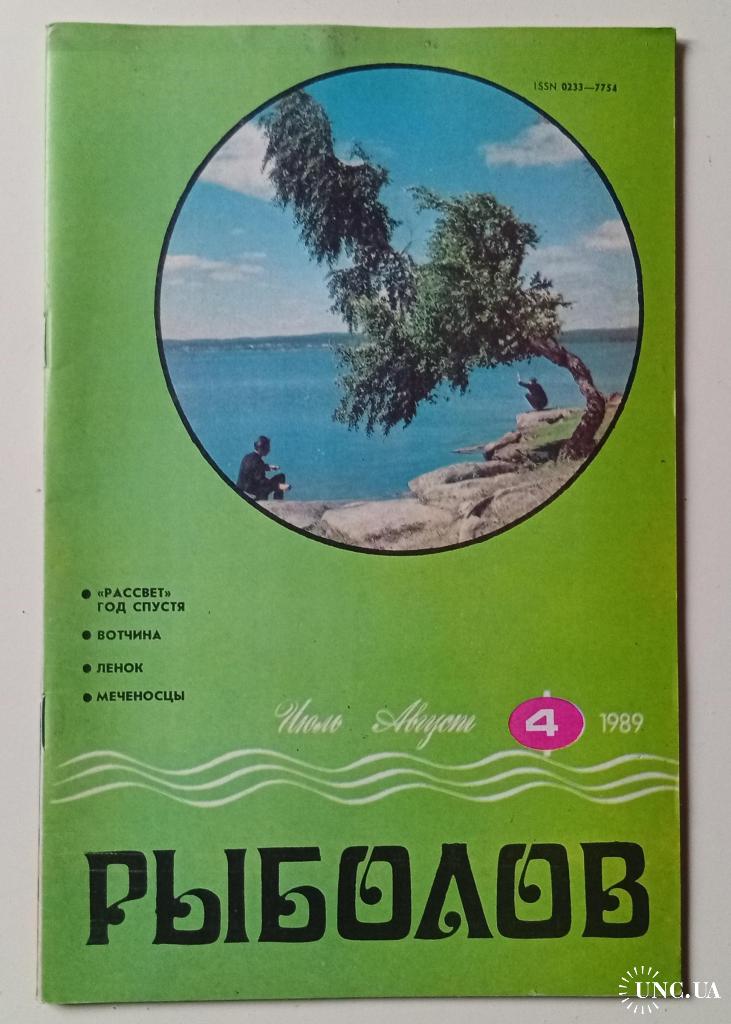 ISSN 0233—7754
● «РАССВЕТ»
ГОД СПУСТЯ
● ВОТЧИНА
● ЛЕНОК
● МЕЧЕНОСЦЫ
Июль Август 4 1989
РЫБОЛОВ
UNC.UA